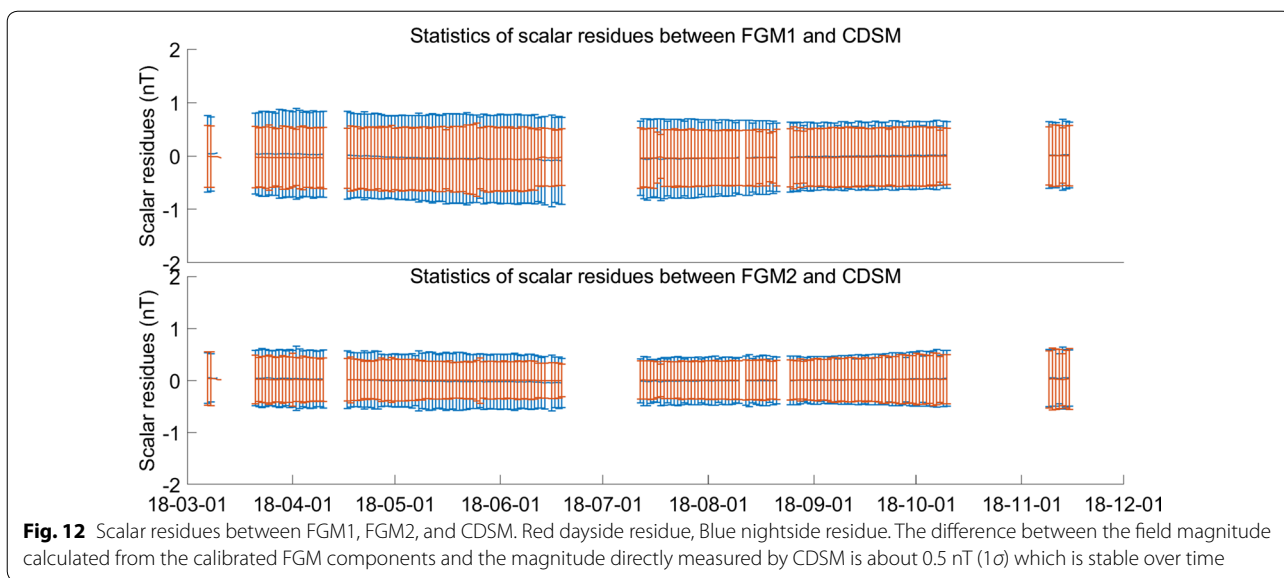 Statistics of scalar residues between FGM1 and CDSM
2
1
0
-1
-2
Scalar residues (nT)
Statistics of scalar residues between FGM2 and CDSM
2
1
0
-1
-2
Scalar residues (nT)
18-03-01 18-04-01 18-05-01 18-06-01 18-07-01 18-08-01 18-09-01 18-10-01 18-11-01 18-12-01
Fig. 12 Scalar residues between FGM1, FGM2, and CDSM. Red dayside residue, Blue nightside residue. The difference between the field magnitude
calculated from the calibrated FGM components and the magnitude directly measured by CDSM is about 0.5 nT (1σ) which is stable over time